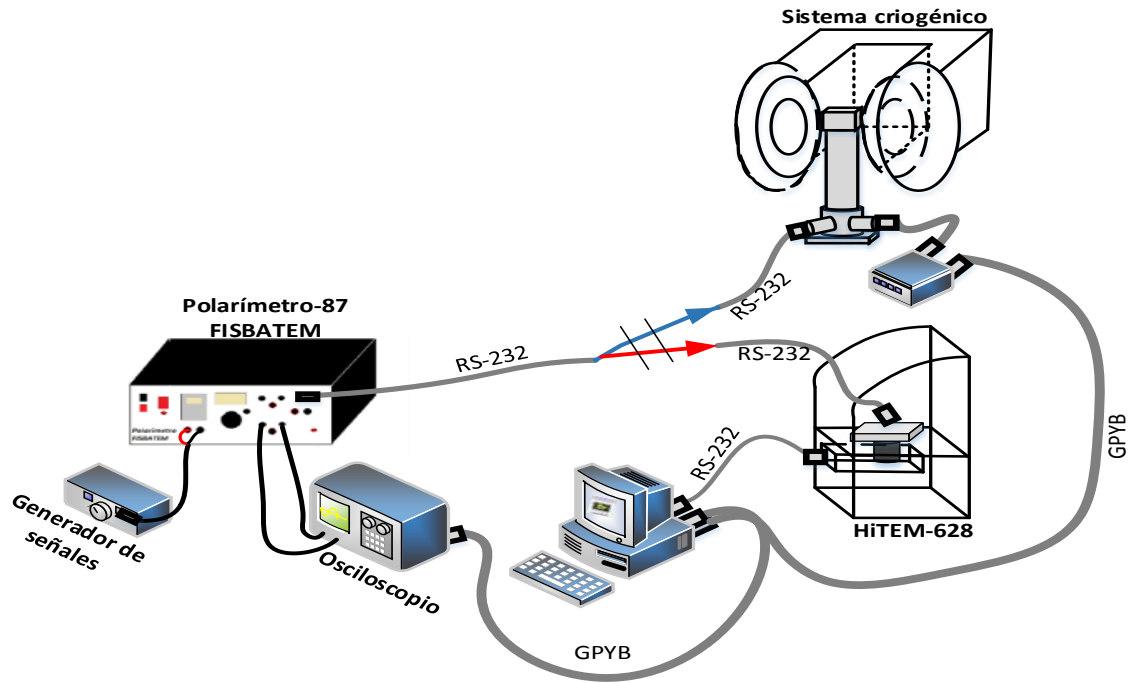 Sistema criogénico
Polarímetro-87
FISBATEM
RS-232
RS-232
RS-232
RS-232
GPYB
Polarímetro
FISBATEM
Generador de
señales
Osciloscopio
HiTEM-628
GPYB